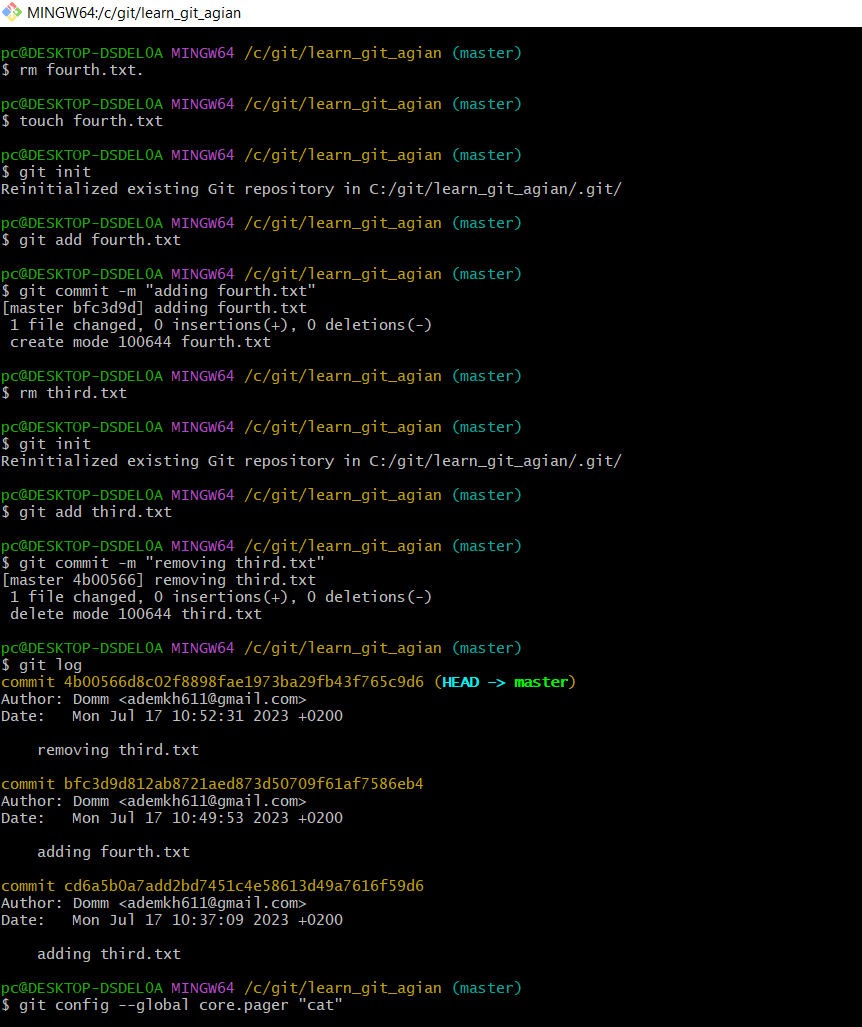 MINGW64:/c/git/learn_git_agian
pc@DESKTOP-DSDEL0A MINGW64 /c/git/learn_git_agian (master)
$ rm fourth.txt.
pc@DESKTOP-DSDEL0A MINGW64 /c/git/learn_git_agian (master)
$ touch fourth.txt
pc@DESKTOP-DSDEL0A MINGW64 /c/git/learn_git_agian (master)
$ git init
Reinitialized existing Git repository in C:/git/learn_git_agian/.git/
pc@DESKTOP-DSDEL0A MINGW64 /c/git/learn_git_agian (master)
$ git add fourth.txt
pc@DESKTOP-DSDEL0A MINGW64 /c/git/learn_git_agian (master)
$ git commit -m "adding fourth.txt"
[master bfc3d9d] adding fourth.txt
 1 file changed, 0 insertions(+), 0 deletions(-)
 create mode 100644 fourth.txt
pc@DESKTOP-DSDEL0A MINGW64 /c/git/learn_git_agian (master)
$ rm third.txt
pc@DESKTOP-DSDEL0A MINGW64 /c/git/learn_git_agian (master)
$ git init
Reinitialized existing Git repository in C:/git/learn_git_agian/.git/
pc@DESKTOP-DSDEL0A MINGW64 /c/git/learn_git_agian (master)
$ git add third.txt
pc@DESKTOP-DSDEL0A MINGW64 /c/git/learn_git_agian (master)
$ git commit -m "removing third.txt"
[master 4b00566] removing third.txt
 1 file changed, 0 insertions(+), 0 deletions(-)
 delete mode 100644 third.txt
pc@DESKTOP-DSDEL0A MINGW64 /c/git/learn_git_agian (master)
$ git log
commit 4b00566d8c02f8898fae1973ba29fb43f765c9d6 (HEAD -> master)
Author: Domm <ademkh611@gmail.com>
Date:   Mon Jul 17 10:52:31 2023 +0200
    removing third.txt
commit bfc3d9d812ab8721aed873d50709f61af7586eb4
Author: Domm <ademkh611@gmail.com>
Date:   Mon Jul 17 10:49:53 2023 +0200
    adding fourth.txt
commit cd6a5b0a7add2bd7451c4e58613d49a7616f59d6
Author: Domm <ademkh611@gmail.com>
Date:   Mon Jul 17 10:37:09 2023 +0200
    adding third.txt
pc@DESKTOP-DSDEL0A MINGW64 /c/git/learn_git_agian (master)
$ git config --global core.pager "cat"